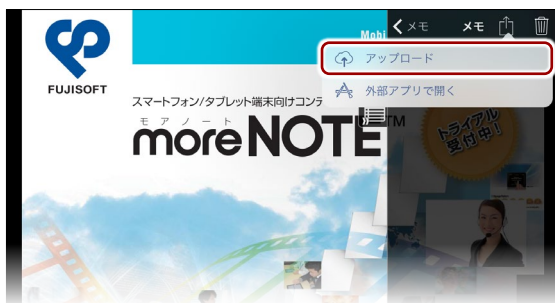 Mobi
メモ
メモ
アップロード
外部アプリで開く
FUJISOFT
スマートフォン/タブレット端末向けコンテ
モアノート
moreNOTE
TM
トライアル
受付中!